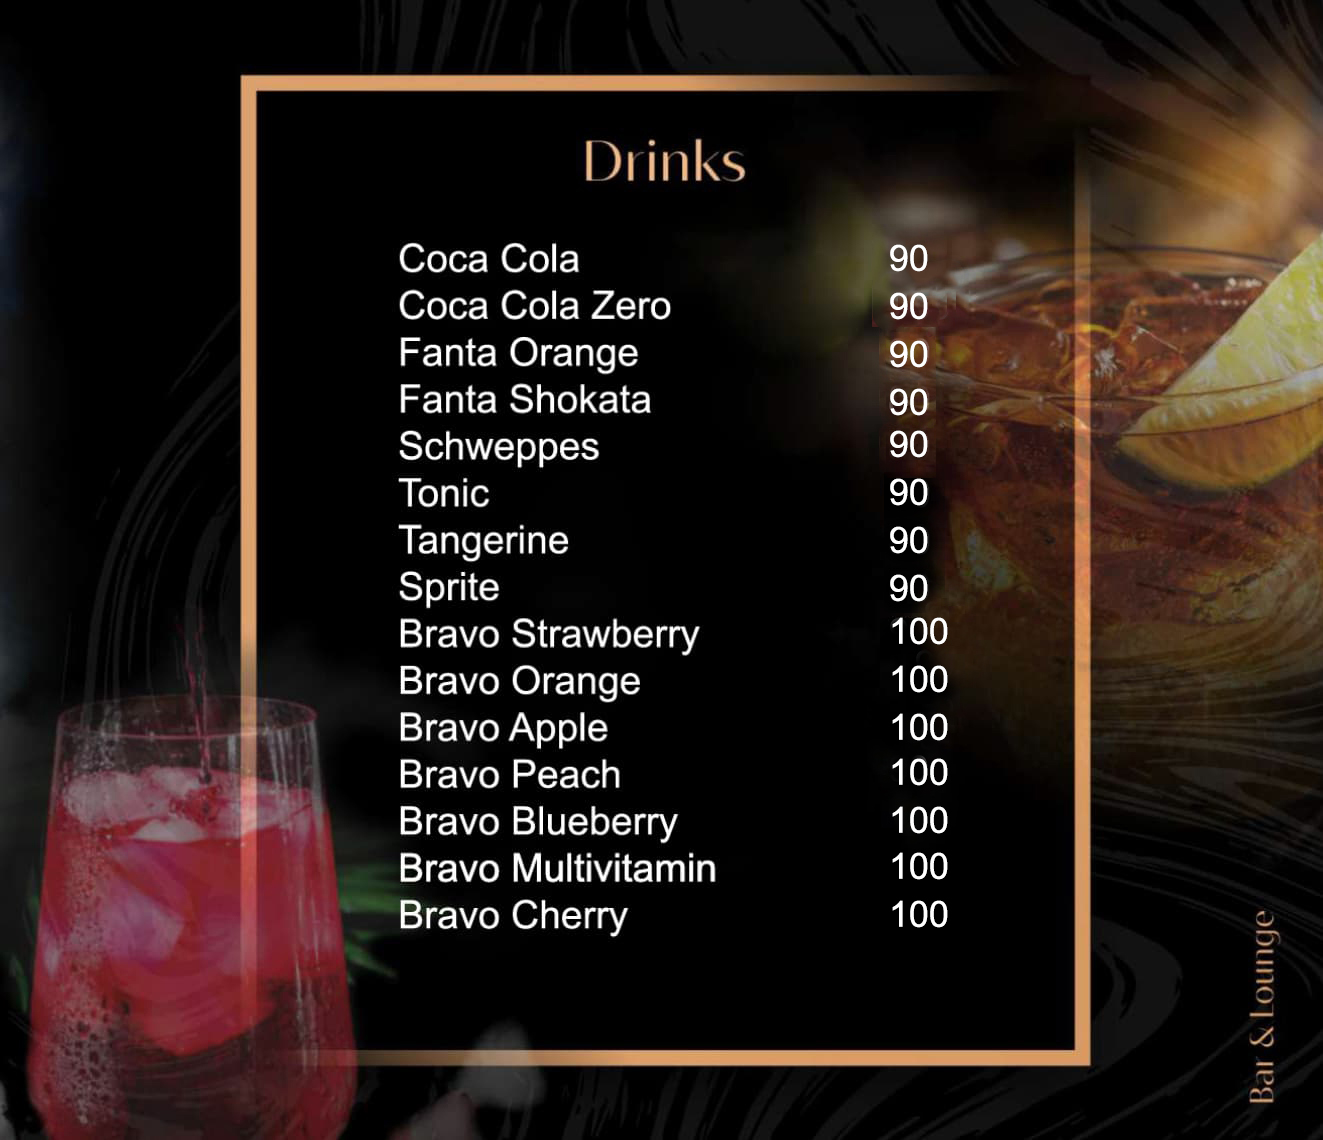 Drinks
Coca Cola 90
Coca Cola Zero 90
Fanta Orange 90
Fanta Shokata 90
Schweppes 90
Tonic 90
Tangerine 90
Sprite 90
Bravo Strawberry 100
Bravo Orange 100
Bravo Apple 100
Bravo Peach 100
Bravo Blueberry 100
Bravo Multivitamin 100
Bravo Cherry 100
Bar & Lounge